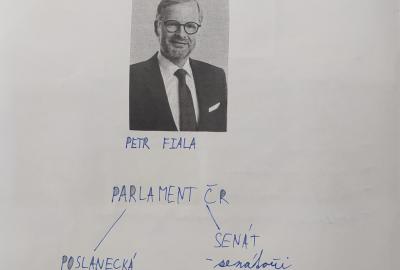 PETR FIALA
PARLAMENT ČR
SENÁT
POSLANECKÁ
-senátoři